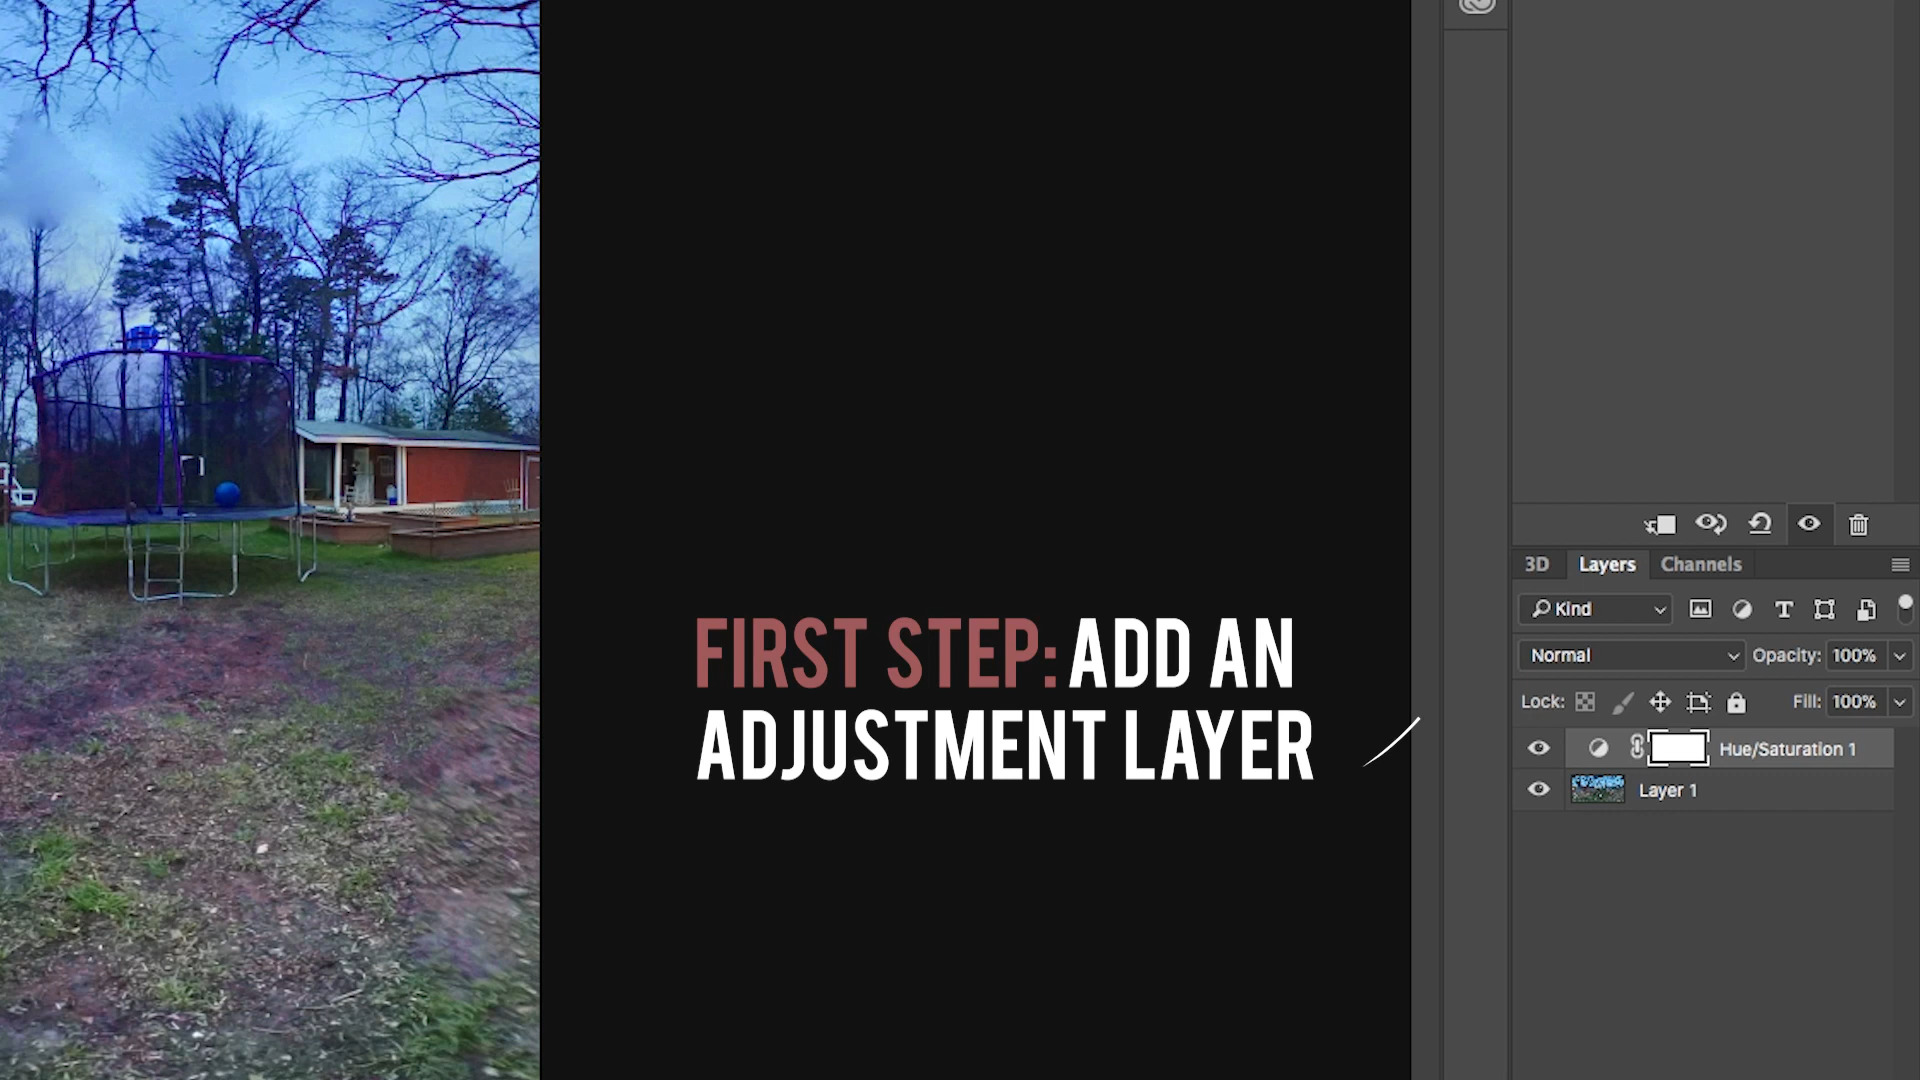 FIRST STEP: ADD AN
ADJUSTMENT LAYER
3D Layers Channels
Kind
Normal Opacity: 100%
Lock: Fill: 100%
Hue/Saturation 1
Layer 1